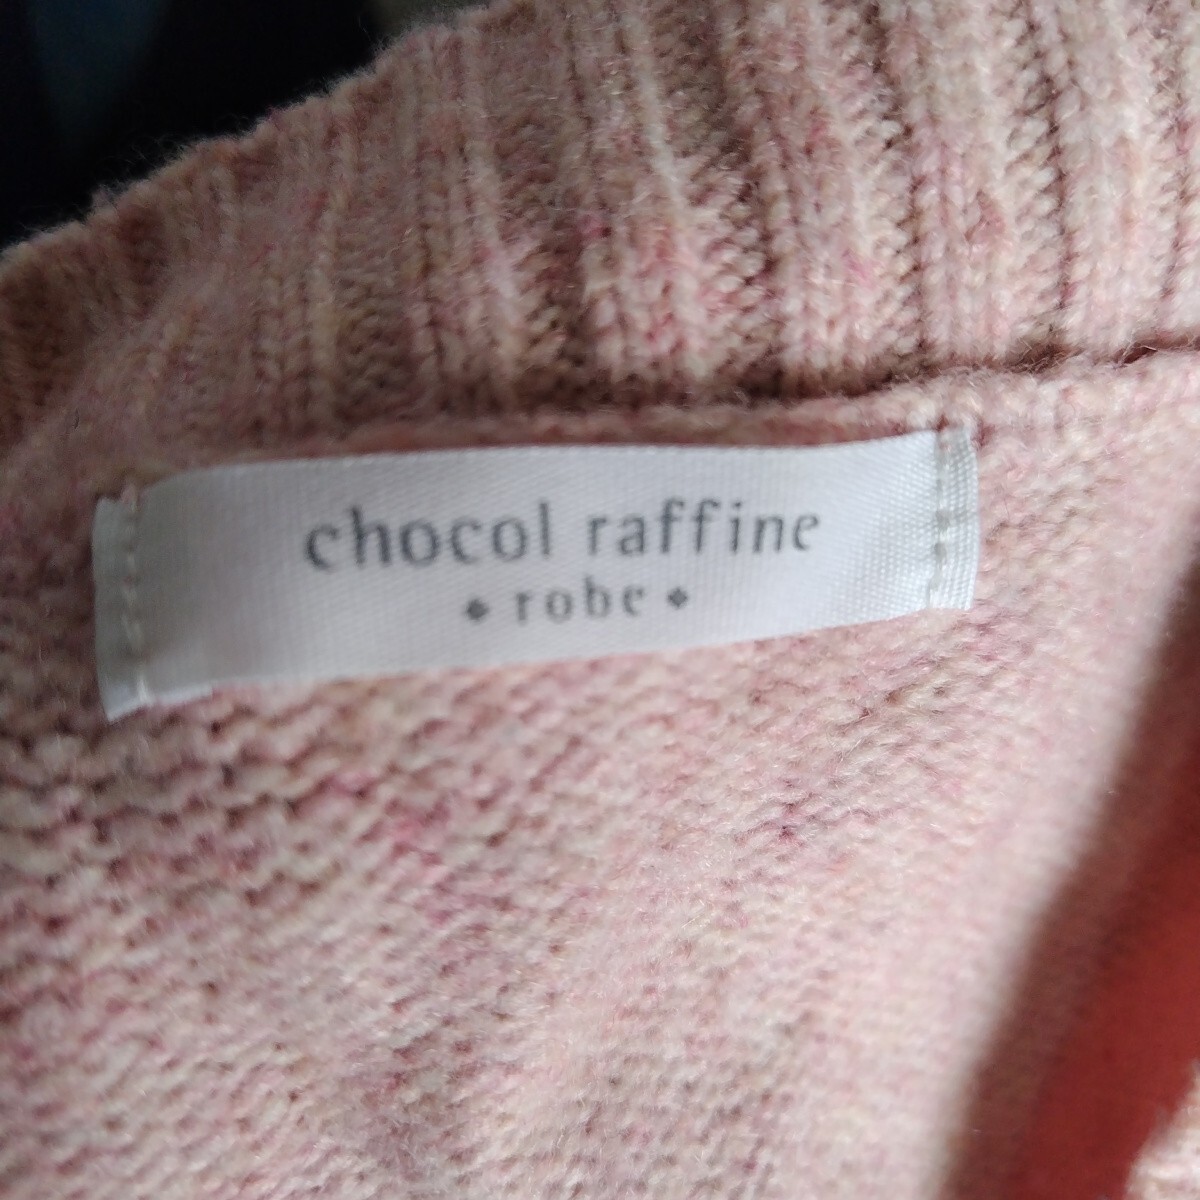 chocol raffine
◆ robe ◆